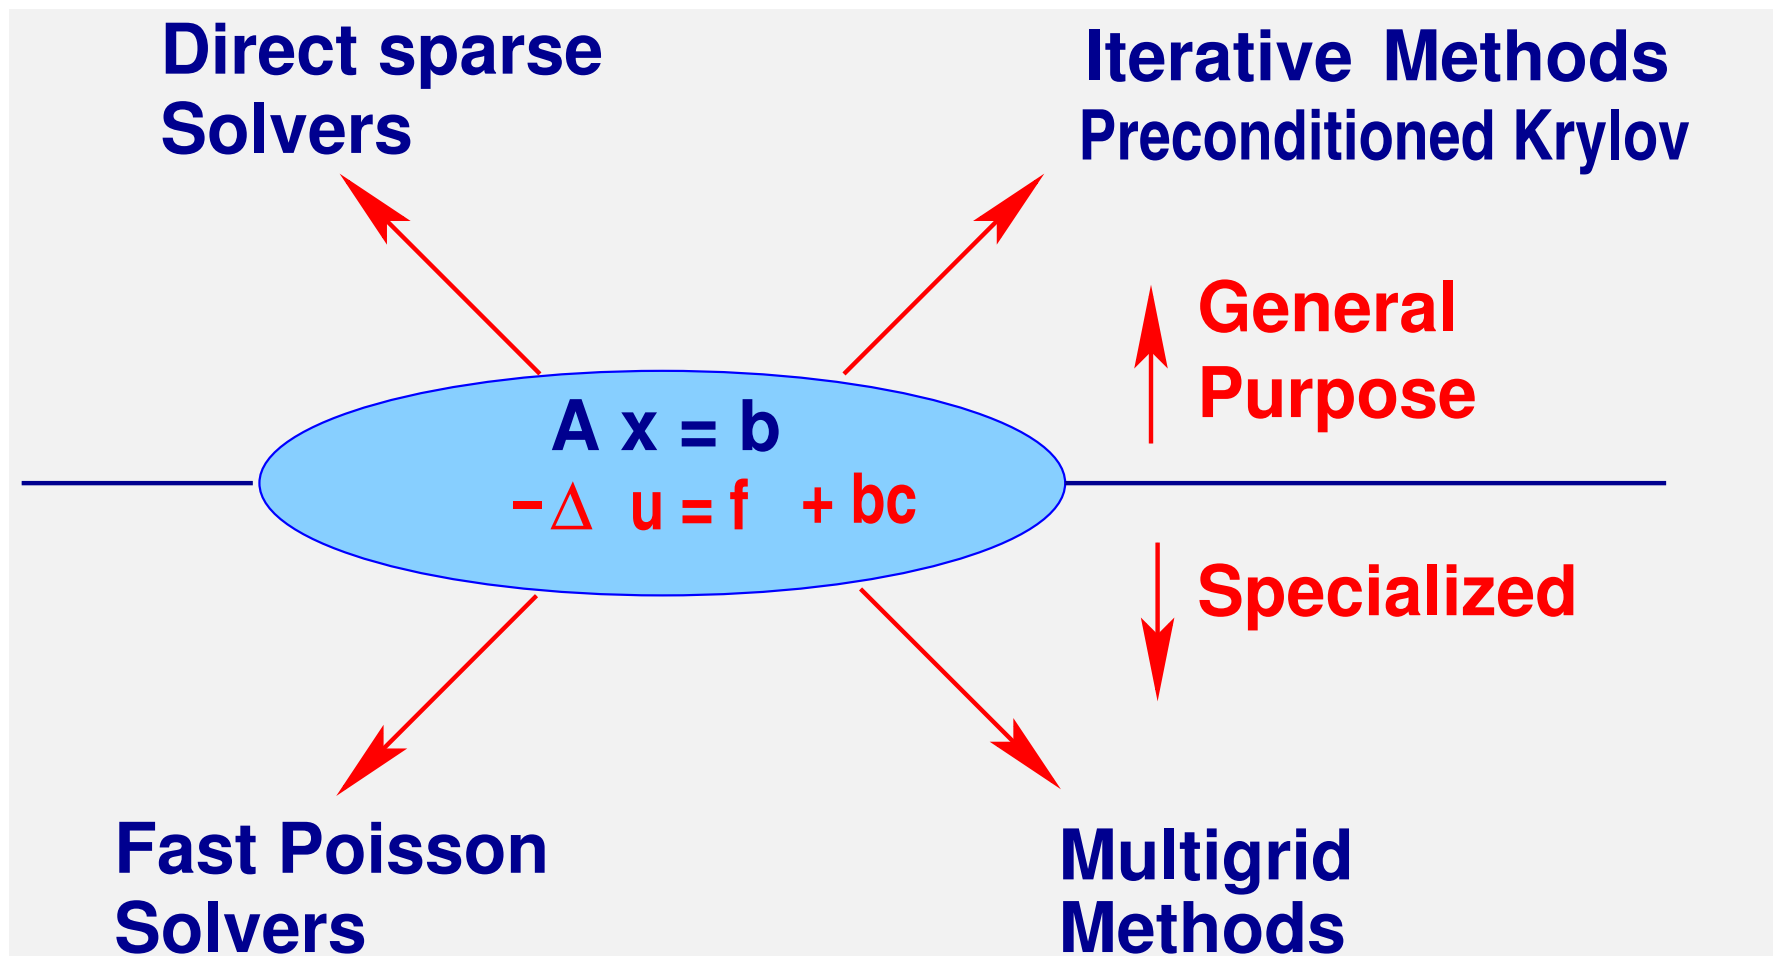 Direct sparse
Solvers
Iterative Methods
Preconditioned Krylov
General
Purpose
A x = b
−Δ u = f + bc
Specialized
Fast Poisson
Solvers
Multigrid
Methods